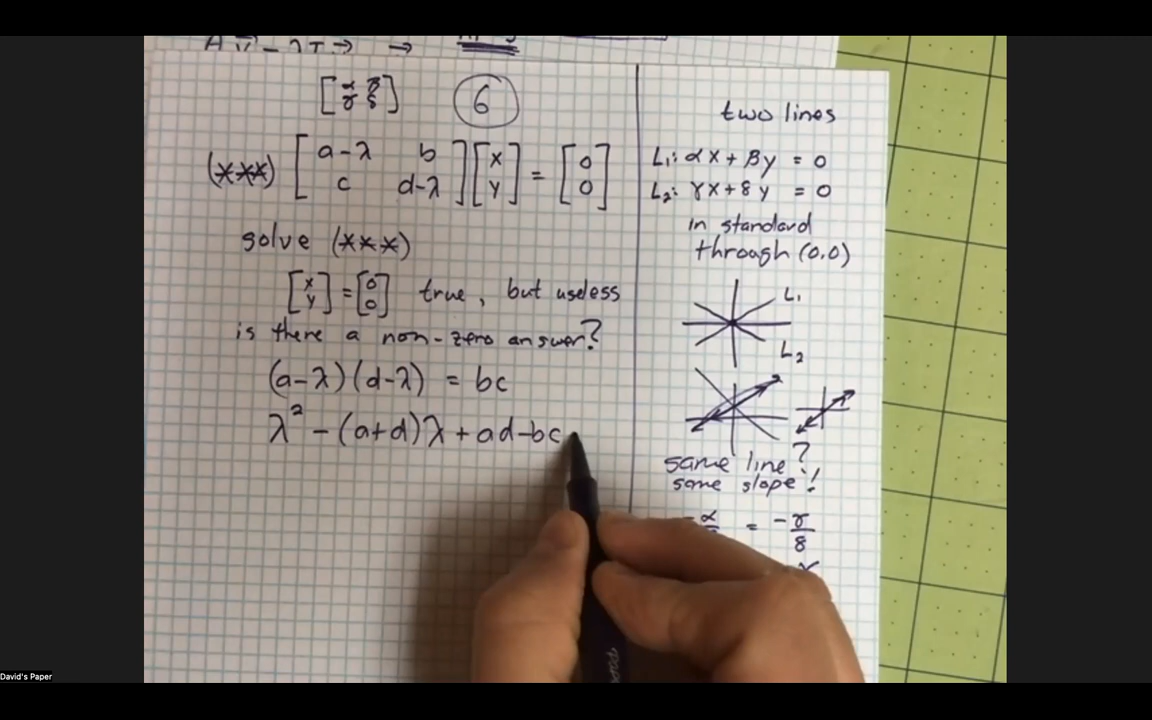 [α β
γ δ]
6
(***) [a-λ b
c d-λ] [x
y] = [0
0]
solve (***)
[x
y] = [0
0] true, but useless
is there a non-zero answer?
(a-λ)(d-λ) = bc
λ² - (a+d)λ + ad-bc
two lines
L₁: αx + βy = 0
L₂: γx + δy = 0
in standard
through (0,0)
L₁
L₂
same line?
same slope!
-α = -γ/δ
David's Paper